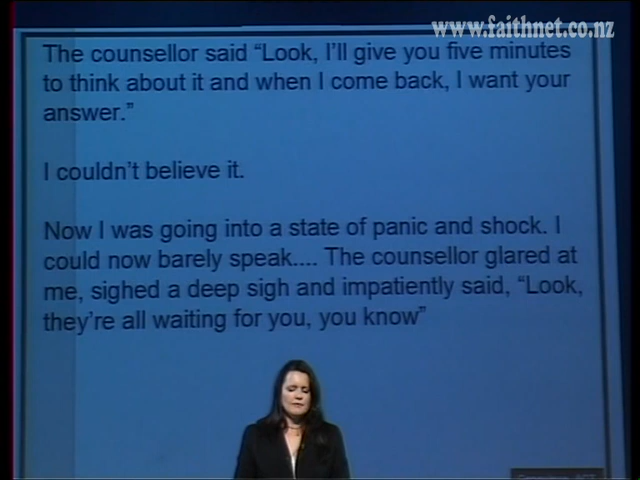 www.faithnet.co.nz
The counsellor said “Look, I’ll give you five minutes
to think about it and when I come back, I want your
answer.”
I couldn’t believe it.
Now I was going into a state of panic and shock. I
could now barely speak.... The counsellor glared at
me, sighed a deep sigh and impatiently said, “Look,
they’re all waiting for you, you know”